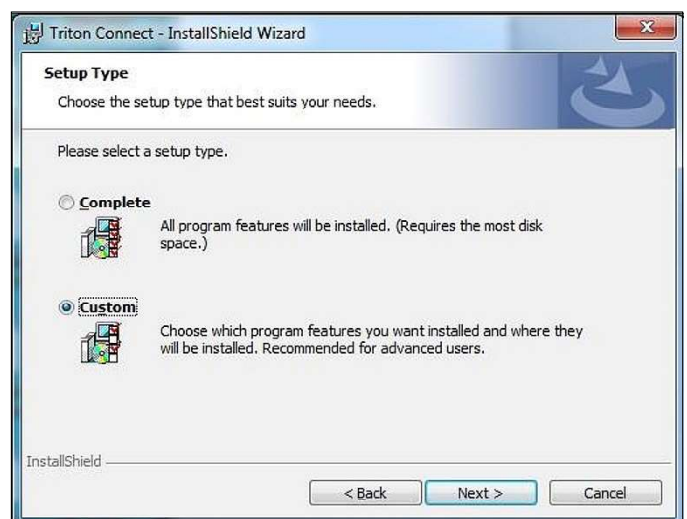 Triton Connect - InstallShield Wizard
Setup Type
Choose the setup type that best suits your needs.
Please select a setup type.
Complete
All program features will be installed. (Requires the most disk
space.)
Custom
Choose which program features you want installed and where they
will be installed. Recommended for advanced users.
InstallShield
< Back Next > Cancel